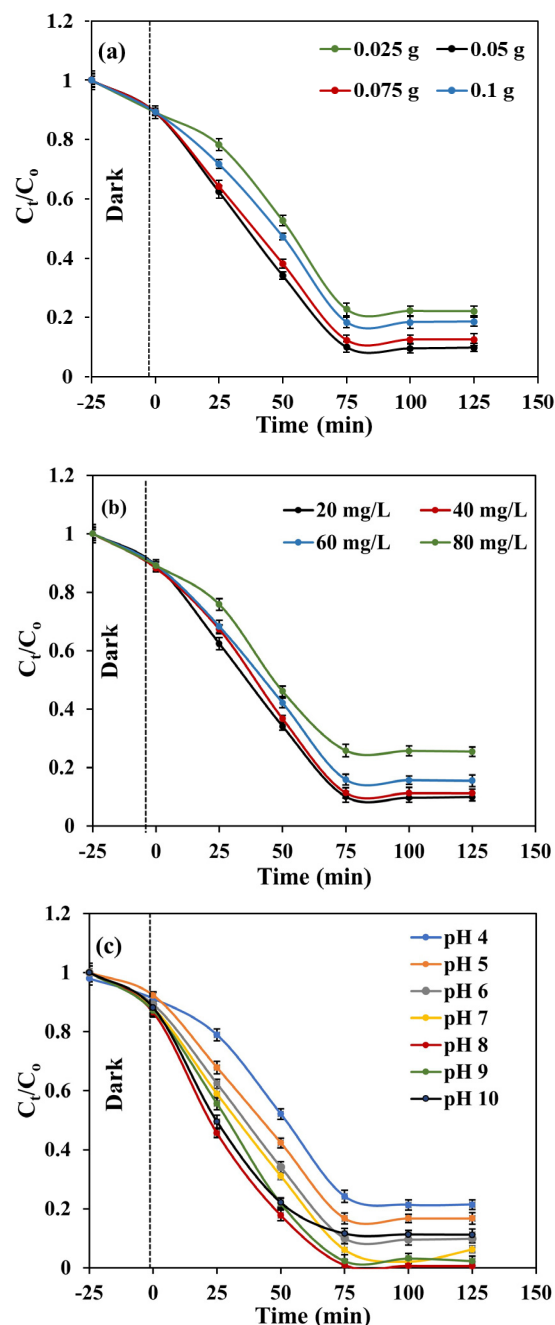 1.2
(a)
0.025 g
0.05 g
0.075 g
0.1 g
1
0.8
0.6
0.4
0.2
0
Ct/Co
Dark
-25 0 25 50 75 100 125 150
Time (min)
1.2
(b)
20 mg/L
40 mg/L
60 mg/L
80 mg/L
1
0.8
0.6
0.4
0.2
0
Ct/Co
Dark
-25 0 25 50 75 100 125 150
Time (min)
1.2
(c)
pH 4
pH 5
pH 6
pH 7
pH 8
pH 9
pH 10
1
0.8
0.6
0.4
0.2
0
Ct/Co
Dark
-25 0 25 50 75 100 125 150
Time (min)